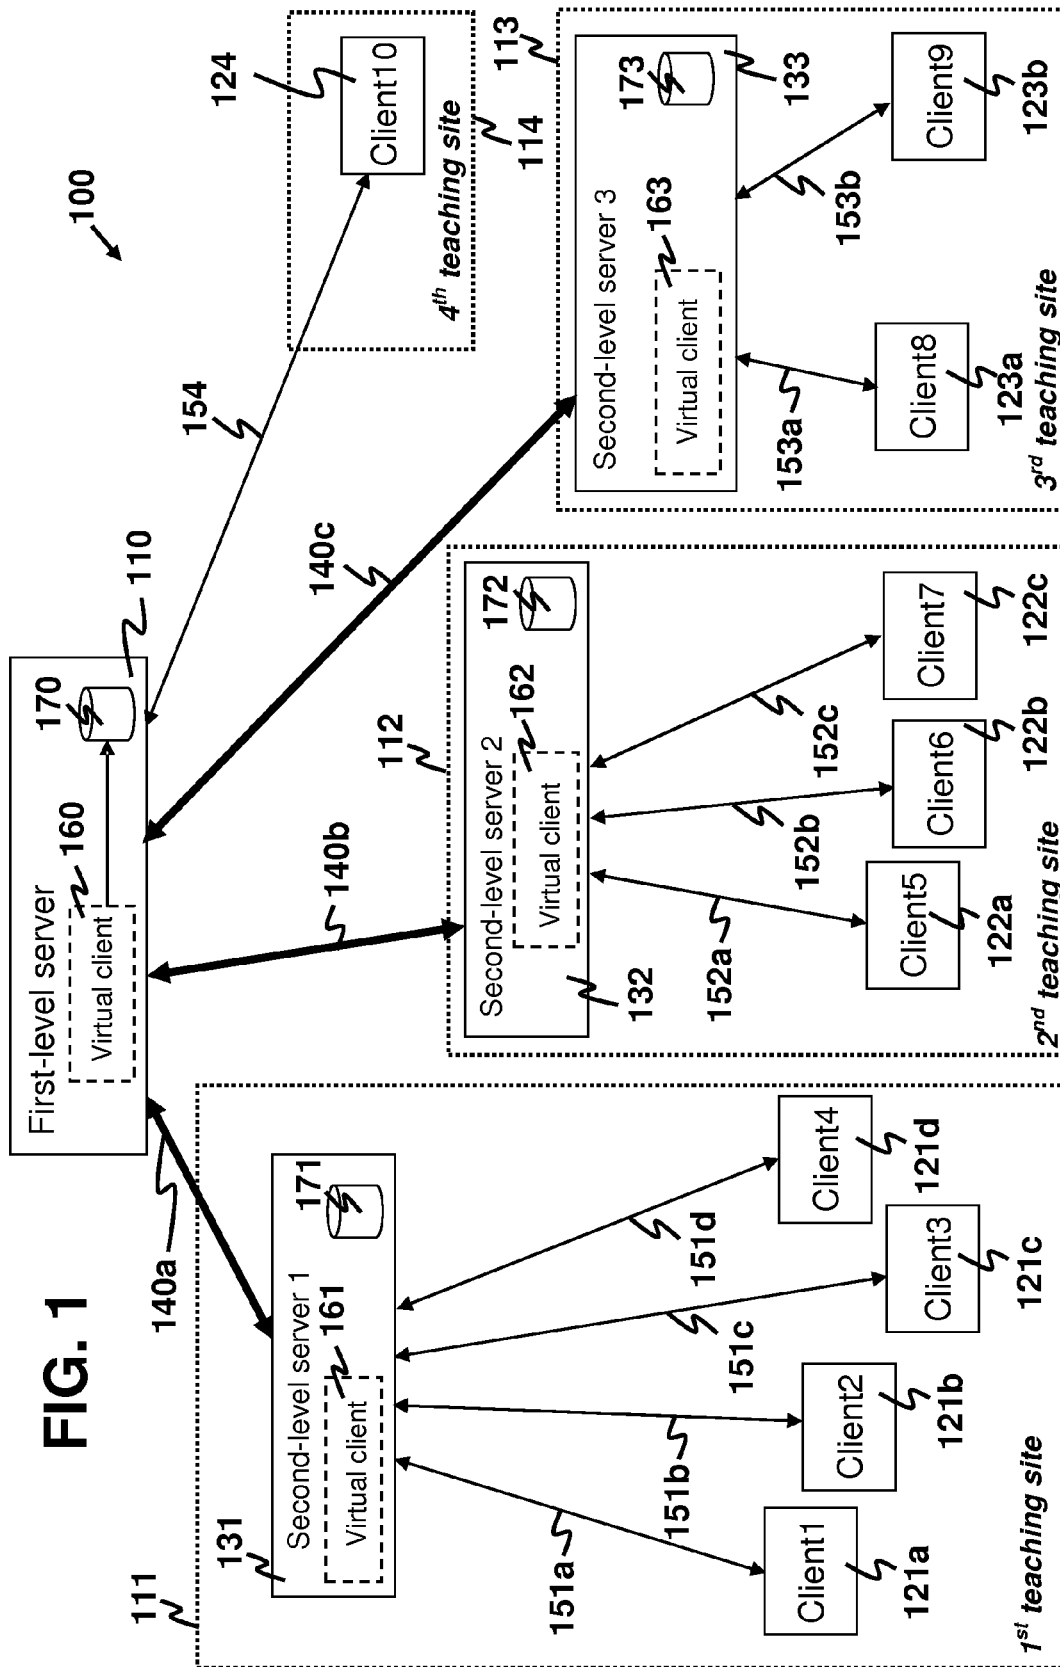 FIG. 1
100
First-level server
110
Virtual client
160
170
140a
140b
140c
154
4th teaching site
114
Client10
124
111
131
Second-level server 1
Virtual client
161
171
151a
151b
151c
151d
Client1
121a
Client2
121b
Client3
121c
Client4
121d
1st teaching site
112
132
Second-level server 2
Virtual client
162
172
152a
152b
152c
Client5
122a
Client6
122b
Client7
122c
2nd teaching site
113
133
Second-level server 3
Virtual client
163
173
153a
153b
Client8
123a
Client9
123b
3rd teaching site